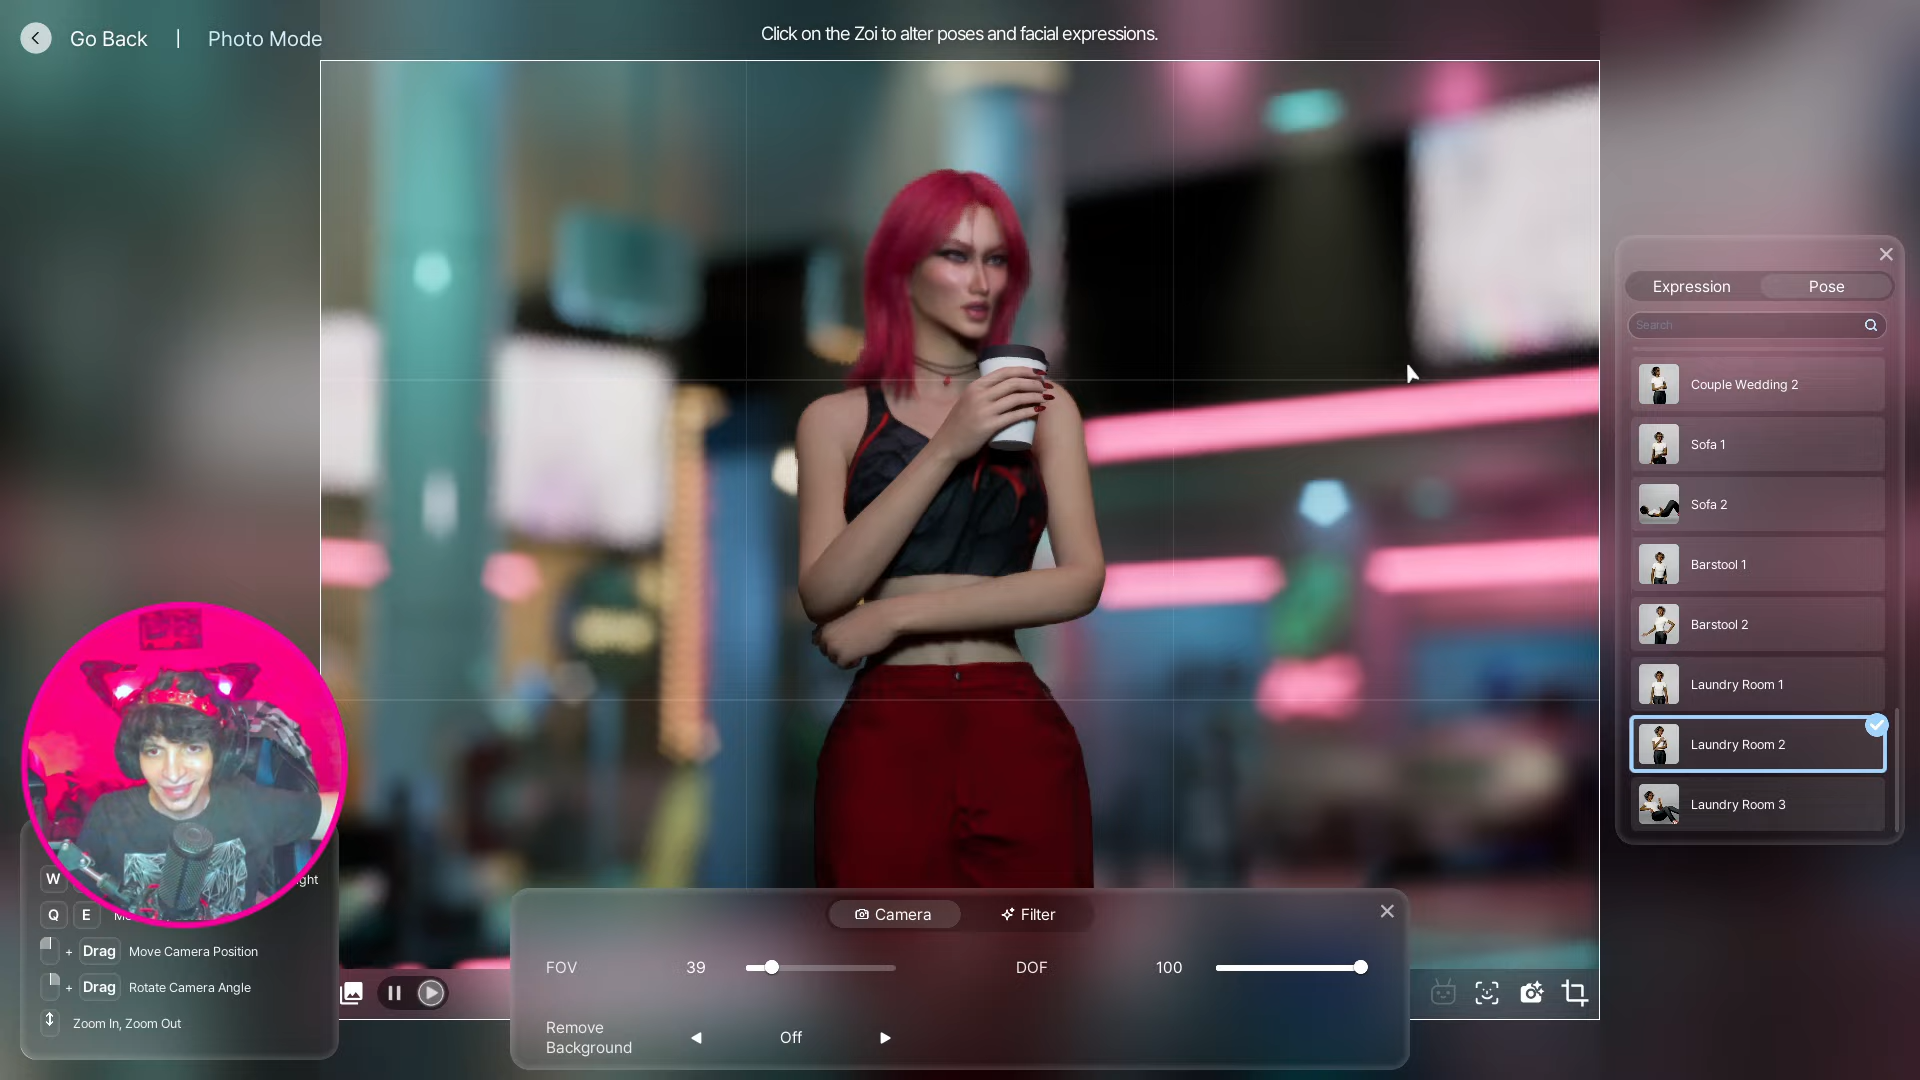 Go Back | Photo Mode
Click on the Zoi to alter poses and facial expressions.
Expression Pose
Search
Couple Wedding 2
Sofa 1
Sofa 2
Barstool 1
Barstool 2
Laundry Room 1
Laundry Room 2
Laundry Room 3
W
Q E
+ Drag Move Camera Position
+ Drag Rotate Camera Angle
Zoom In, Zoom Out
Camera Filter
FOV 39 DOF 100
Remove
Background Off